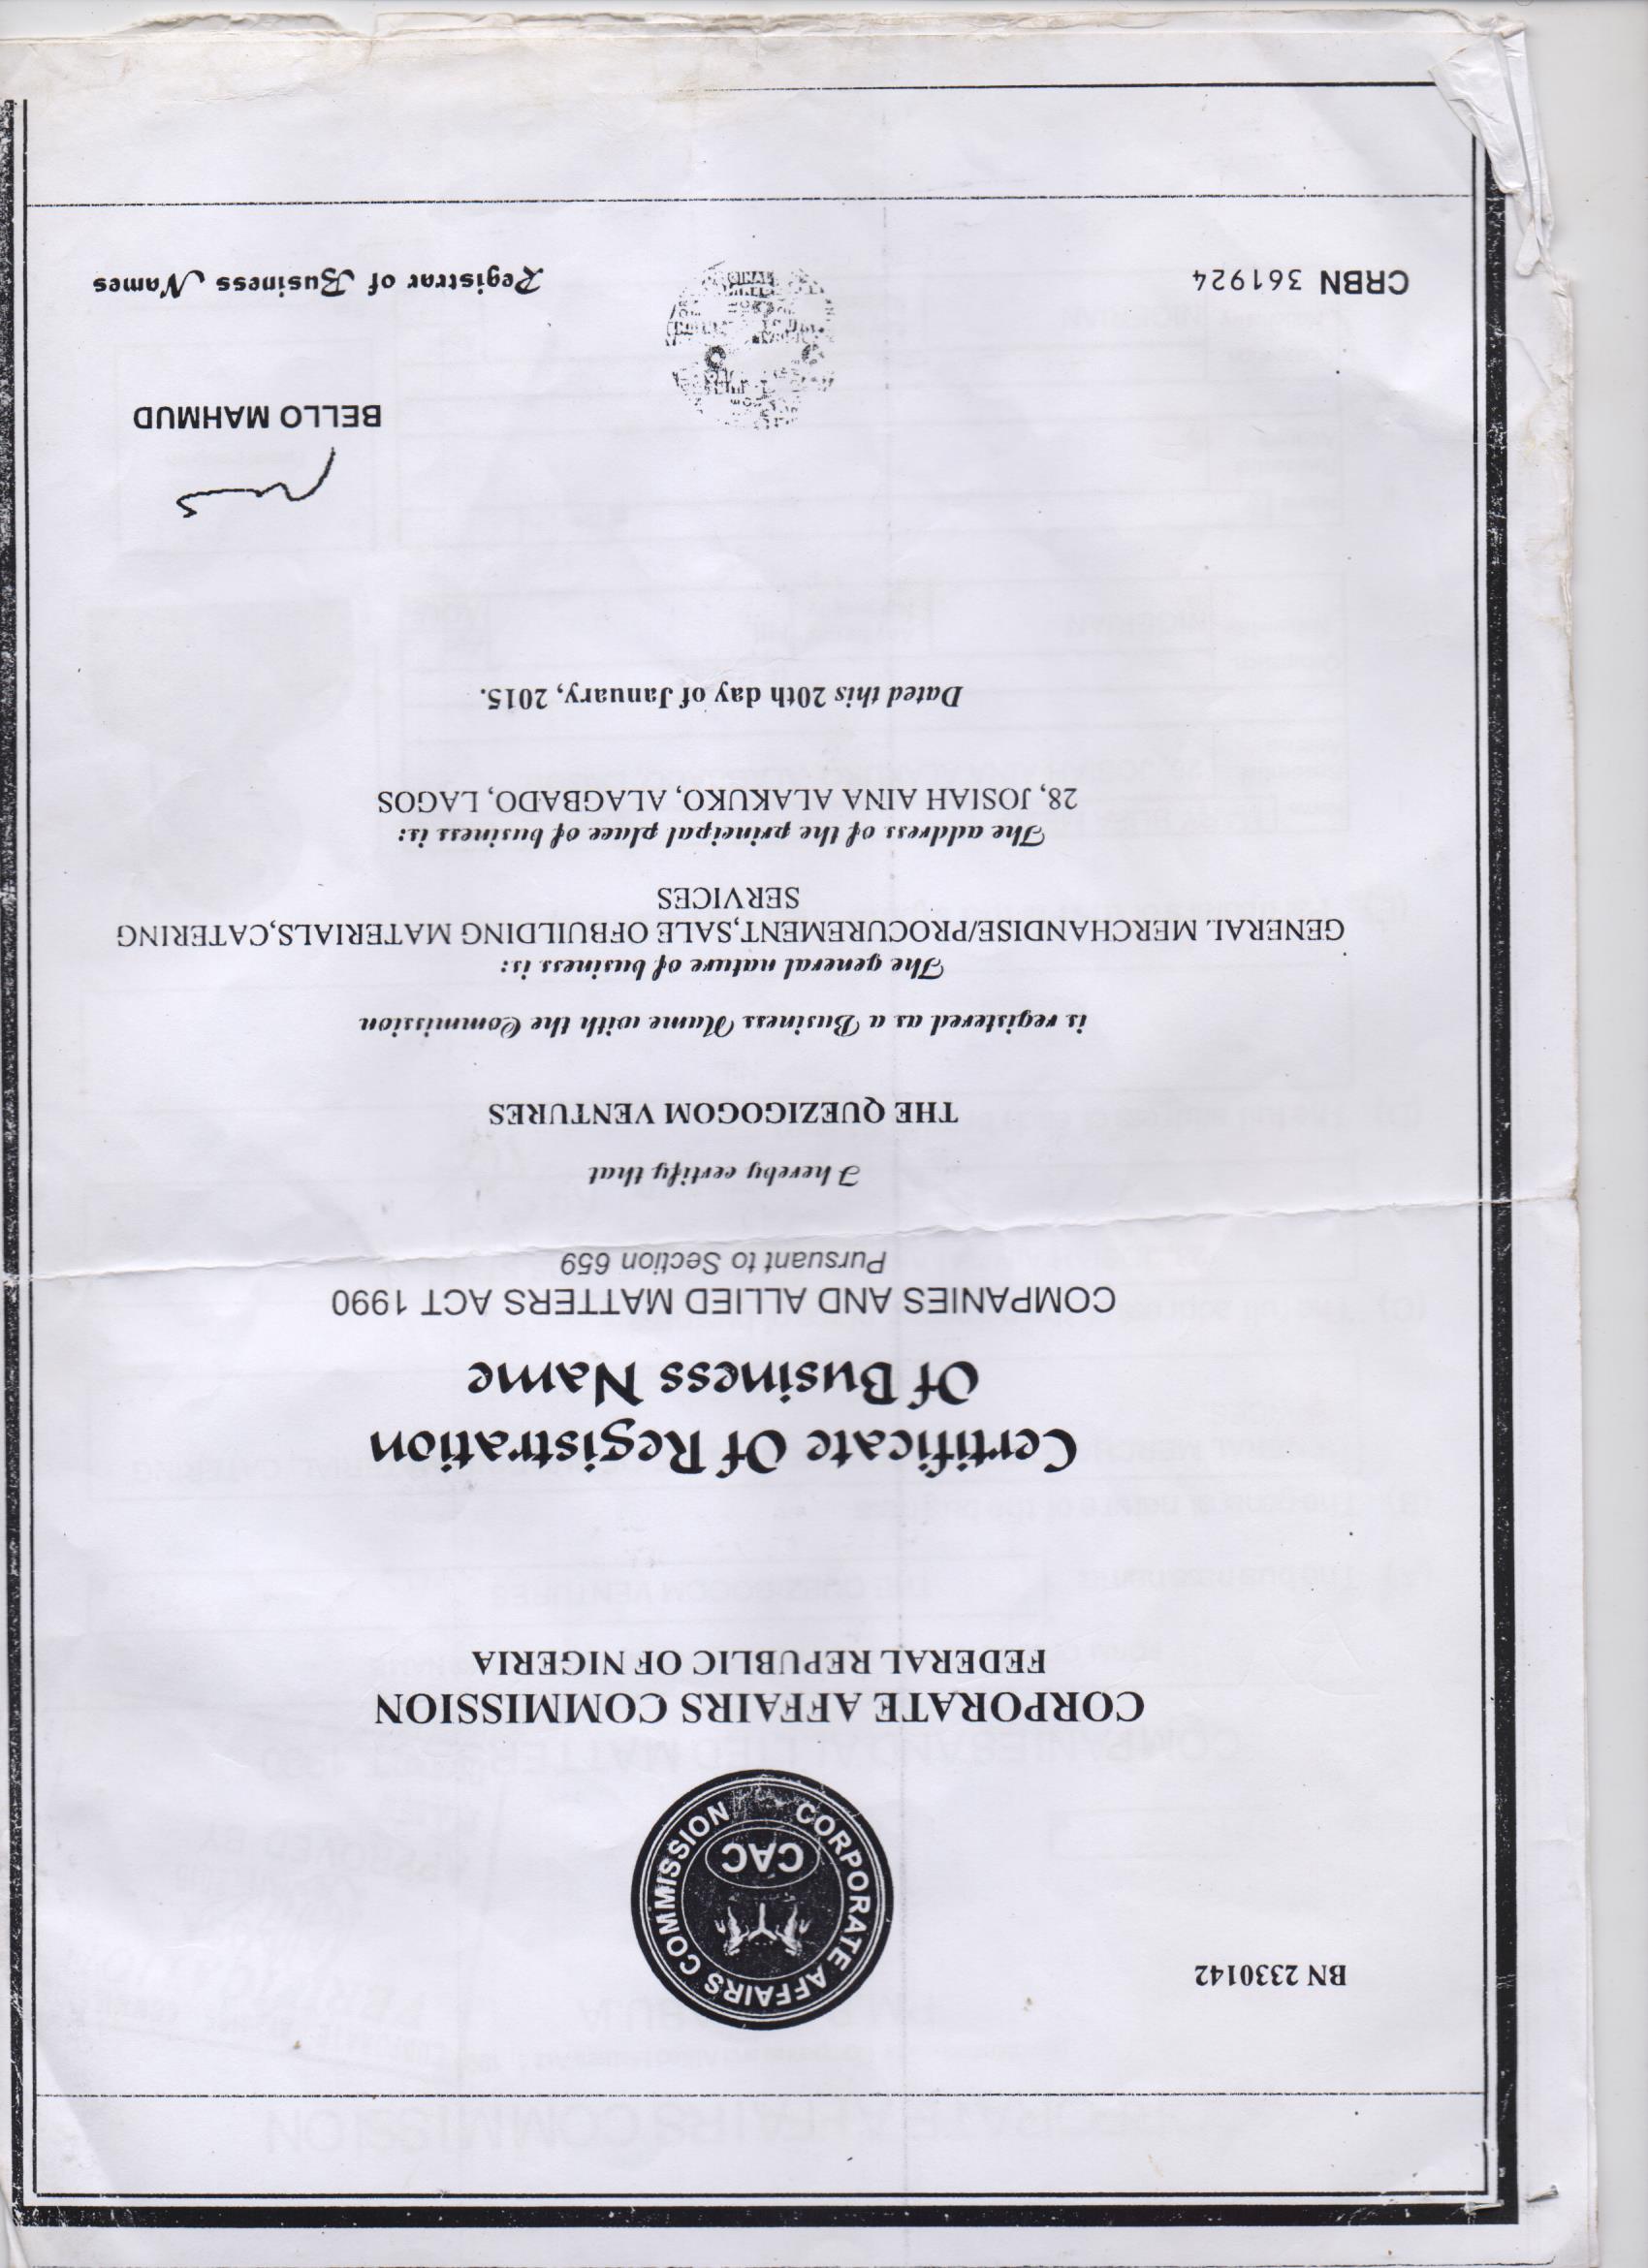 BN 2330142
CORPORATE AFFAIRS COMMISSION
CAC
CORPORATE AFFAIRS COMMISSION
FEDERAL REPUBLIC OF NIGERIA
Certificate Of Registration
Of Business Name
COMPANIES AND ALLIED MATTERS ACT 1990
Pursuant to Section 659
I hereby certify that
THE QUEZIGOGOM VENTURES
is registered as a Business Name with the Commission
The general nature of business is:
GENERAL MERCHANDISE/PROCUREMENT,SALE OFBUILDING MATERIALS,CATERING
SERVICES
The address of the principal place of business is:
28, JOSIAH AINA ALAKUKO, ALAGBADO, LAGOS
Dated this 20th day of January, 2015.
BELLO MAHMUD
CRBN 361924
Registrar of Business Names